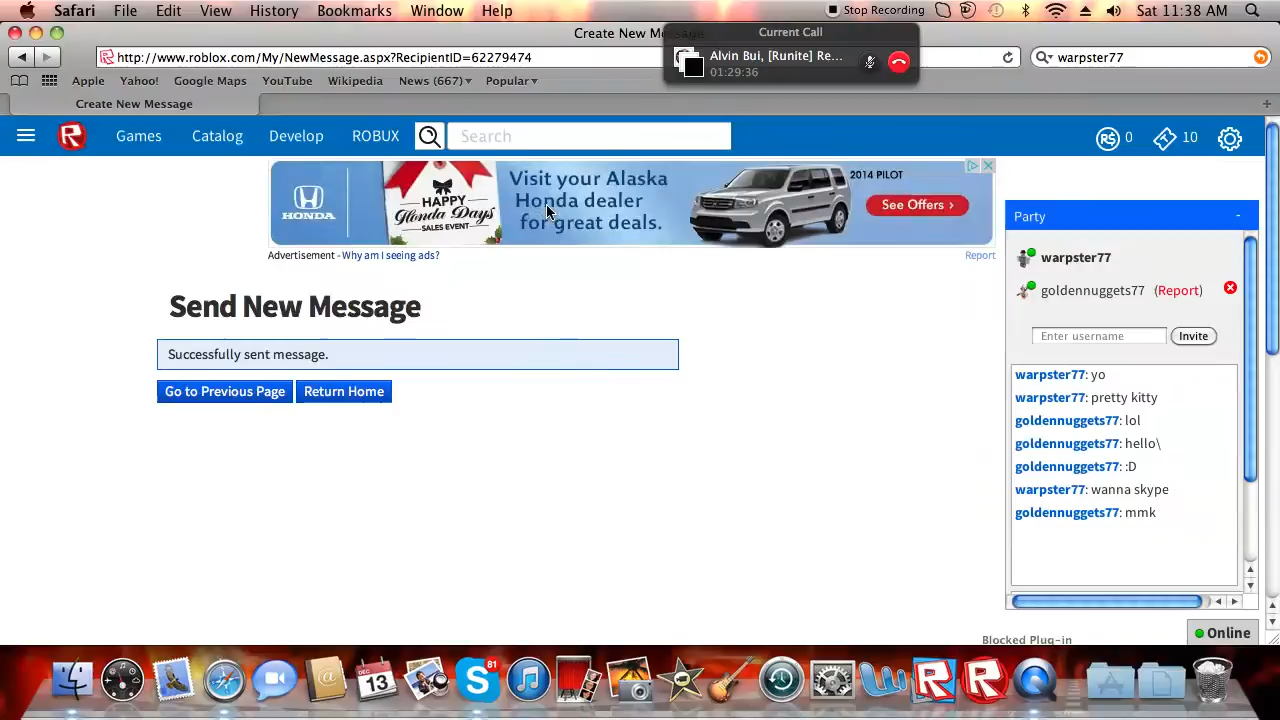 Safari File Edit View History Bookmarks Window Help Stop Recording Sat 11:38 AM
Create New M
Current Call
http://www.roblox.com/My/NewMessage.aspx?RecipientID=62279474
Alvin Bui, [Runite] Re...
01:29:36
warpster77
Apple Yahoo! Google Maps YouTube Wikipedia News (667) Popular
Create New Message
Games Catalog Develop ROBUX Search R$ 0 10
HONDA
HAPPY
Honda Days
SALES EVENT
Visit your Alaska
Honda dealer
for great deals.
2014 PILOT
See Offers ›
Advertisement - Why am I seeing ads?
Report
Send New Message
Successfully sent message.
Go to Previous Page Return Home
Party -
warpster77
goldennuggets77 (Report)
Enter username Invite
warpster77: yo
warpster77: pretty kitty
goldennuggets77: lol
goldennuggets77: hello\
goldennuggets77: :D
warpster77: wanna skype
goldennuggets77: mmk
Blocked Plug-in
Online
DEC
13
81